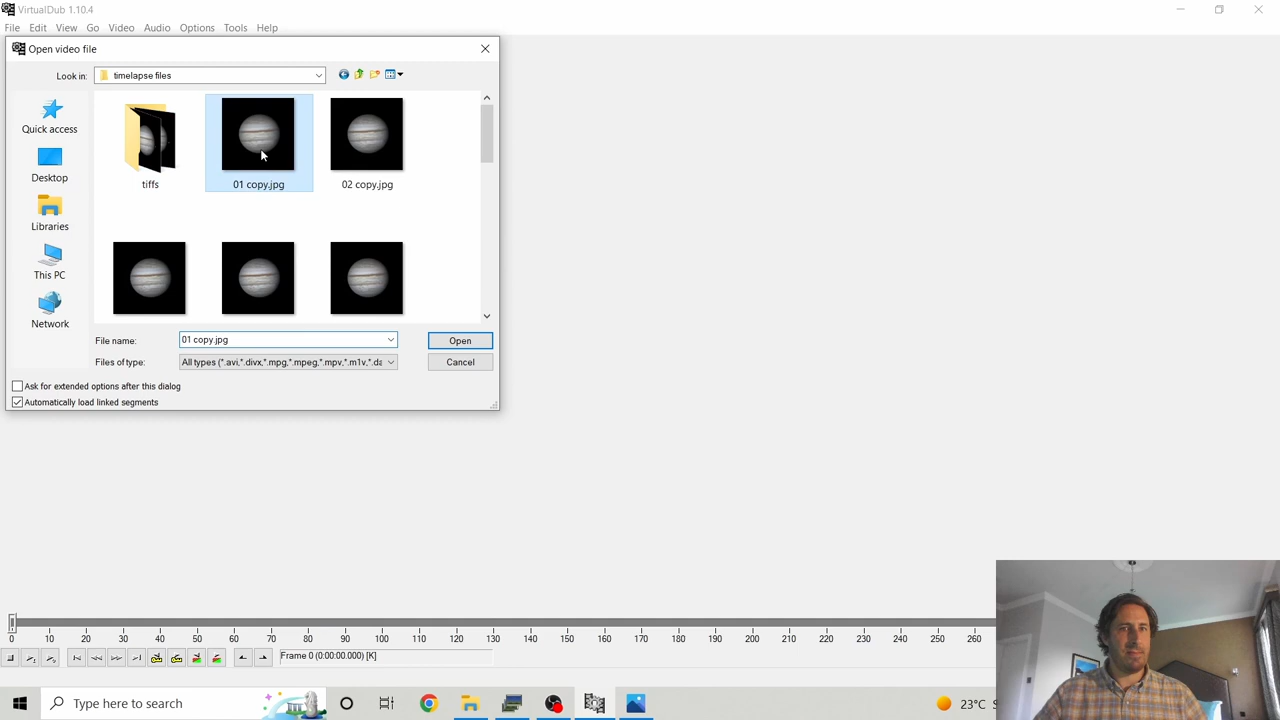 VirtualDub 1.10.4
File Edit View Go Video Audio Options Tools Help
Open video file
Look in: timelapse files
Quick access
Desktop
Libraries
This PC
Network
tiffs 01 copy.jpg 02 copy.jpg
File name: 01 copy.jpg Open
Files of type: All types (*.avi,*.divx,*.mpg,*.mpeg,*.mpv,*.m1v,*.da Cancel
Ask for extended options after this dialog
Automatically load linked segments
0 10 20 30 40 50 60 70 80 90 100 110 120 130 140 150 160 170 180 190 200 210 220 230 240 250 260
Frame 0 (0:00:00.000) [K]
Type here to search
23°C S